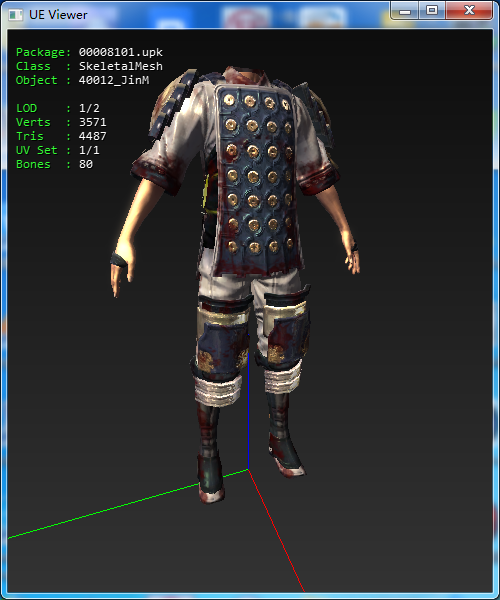 UE Viewer
Package: 00008101.upk
Class : SkeletalMesh
Object : 40012_JinM
LOD : 1/2
Verts : 3571
Tris : 4487
UV Set : 1/1
Bones : 80